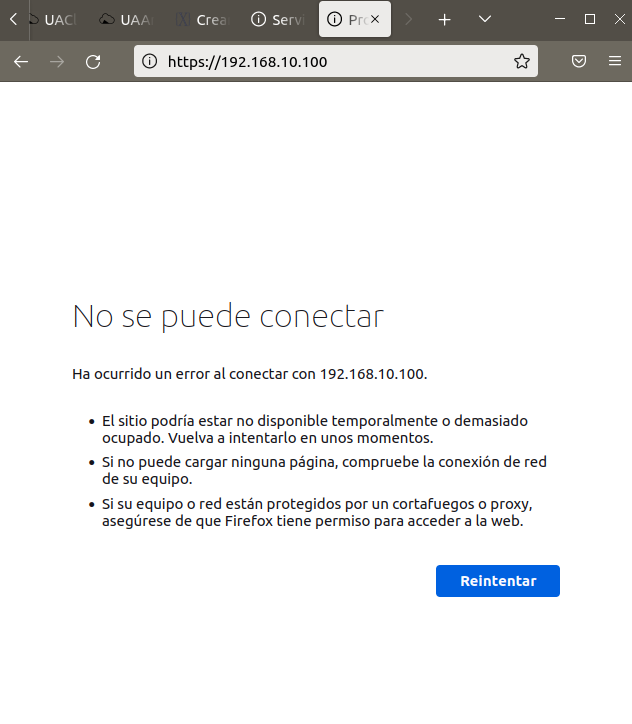 UACl
UAA
Crea
Servi
Pro
https://192.168.10.100
No se puede conectar
Ha ocurrido un error al conectar con 192.168.10.100.
• El sitio podría estar no disponible temporalmente o demasiado
ocupado. Vuelva a intentarlo en unos momentos.
• Si no puede cargar ninguna página, compruebe la conexión de red
de su equipo.
• Si su equipo o red están protegidos por un cortafuegos o proxy,
asegúrese de que Firefox tiene permiso para acceder a la web.
Reintentar